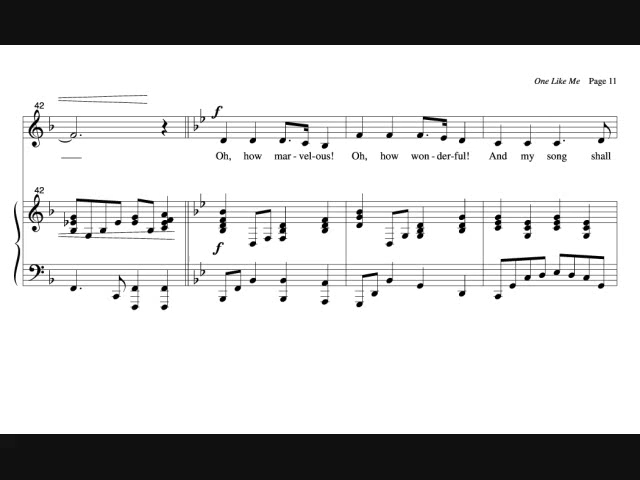 One Like Me Page 11
42
f
Oh, how mar-vel-ous! Oh, how won-der-ful! And my song shall
42
f